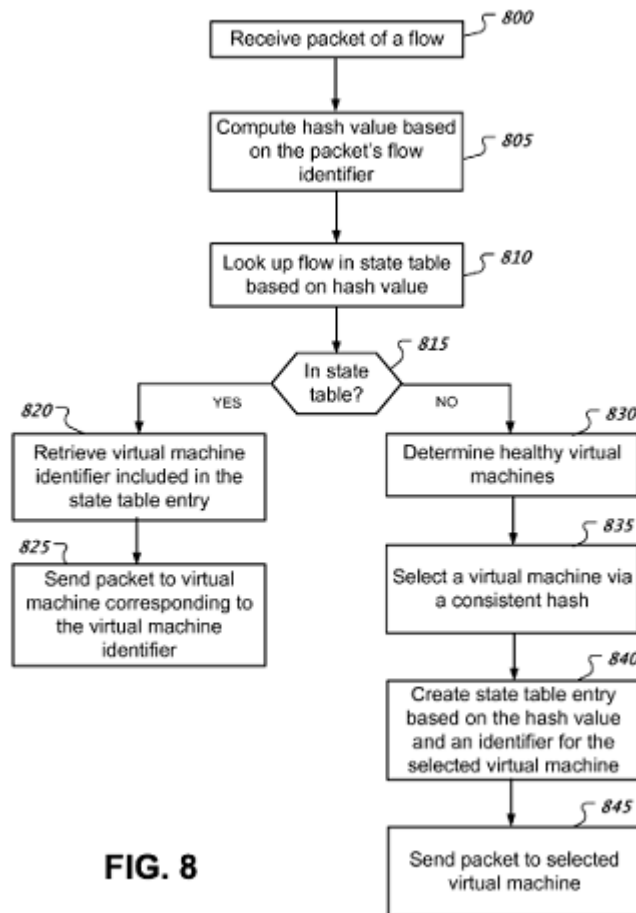 800
Receive packet of a flow
805
Compute hash value based
on the packet's flow
identifier
810
Look up flow in state table
based on hash value
815
In state
table?
YES
NO
820
Retrieve virtual machine
identifier included in the
state table entry
825
Send packet to virtual
machine corresponding to
the virtual machine
identifier
830
Determine healthy virtual
machines
835
Select a virtual machine via
a consistent hash
840
Create state table entry
based on the hash value
and an identifier for the
selected virtual machine
845
Send packet to selected
virtual machine
FIG. 8